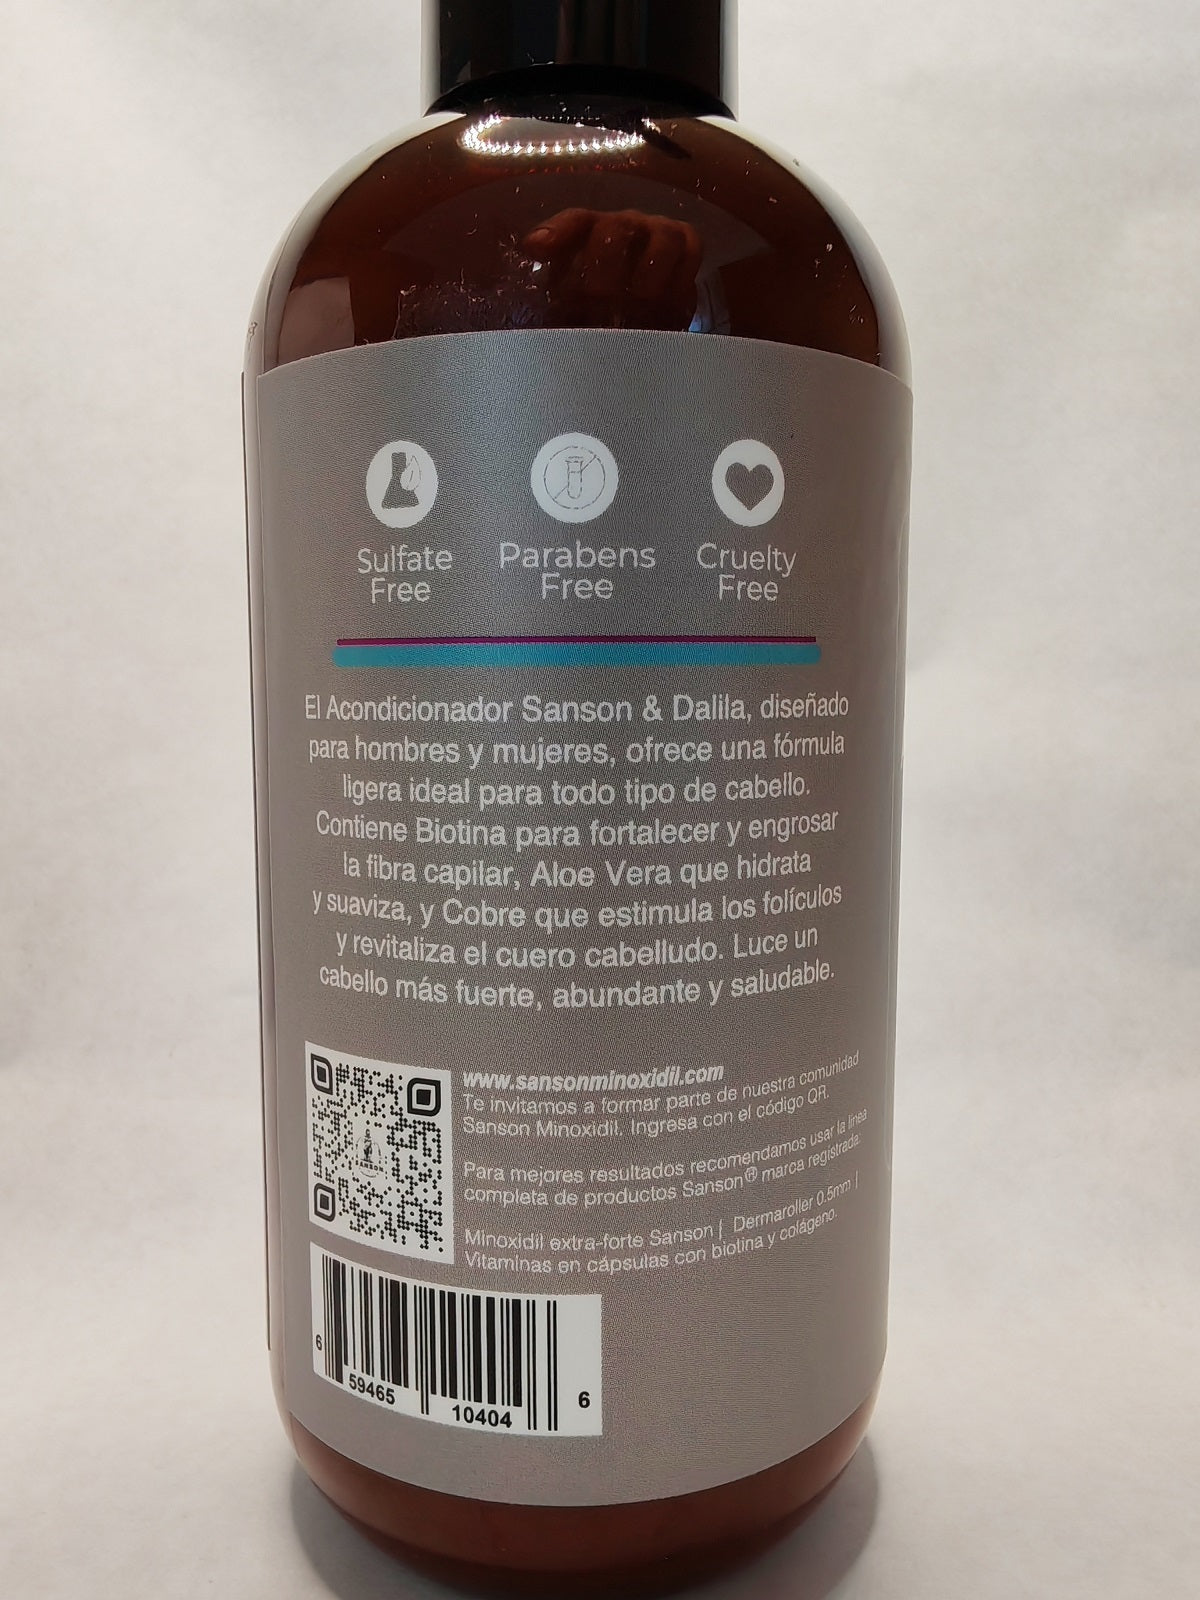 Sulfate
Free
Parabens
Free
Cruelty
Free
El Acondicionador Sanson & Dalila, diseñado
para hombres y mujeres, ofrece una fórmula
ligera ideal para todo tipo de cabello.
Contiene Biotina para fortalecer y engrosar
la fibra capilar, Aloe Vera que hidrata
y suaviza, y Cobre que estimula los folículos
y revitaliza el cuero cabelludo. Luce un
cabello más fuerte, abundante y saludable.
www.sansonminoxidil.com
Te invitamos a formar parte de nuestra comunidad
Sanson Minoxidil. Ingresa con el código QR.
Para mejores resultados recomendamos usar la línea
completa de productos Sanson® marca registrada.
Minoxidil extra-forte Sanson | Dermaroller 0.5mm |
Vitaminas en cápsulas con biotina y colágeno.
SANSON
6 59465 10404 6